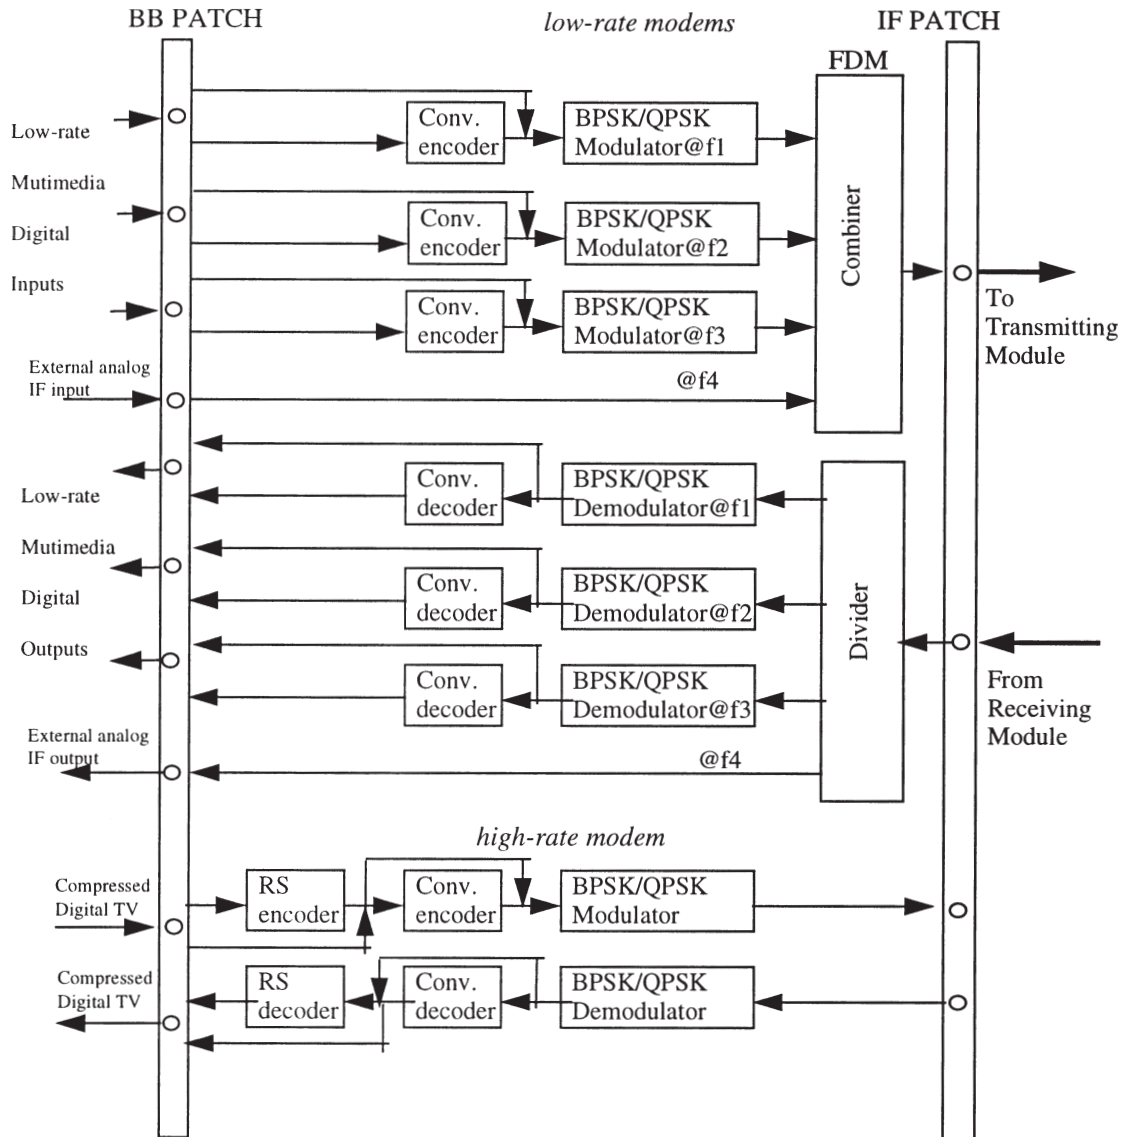 BB PATCH
low-rate modems
IF PATCH
FDM
Low-rate
Mutimedia
Digital
Inputs
Conv.
encoder
BPSK/QPSK
Modulator@f1
Conv.
encoder
BPSK/QPSK
Modulator@f2
Conv.
encoder
BPSK/QPSK
Modulator@f3
Combiner
To
Transmitting
Module
External analog
IF input
@f4
Low-rate
Mutimedia
Digital
Outputs
Conv.
decoder
BPSK/QPSK
Demodulator@f1
Conv.
decoder
BPSK/QPSK
Demodulator@f2
Conv.
decoder
BPSK/QPSK
Demodulator@f3
Divider
From
Receiving
Module
External analog
IF output
@f4
high-rate modem
Compressed
Digital TV
RS
encoder
Conv.
encoder
BPSK/QPSK
Modulator
Compressed
Digital TV
RS
decoder
Conv.
decoder
BPSK/QPSK
Demodulator